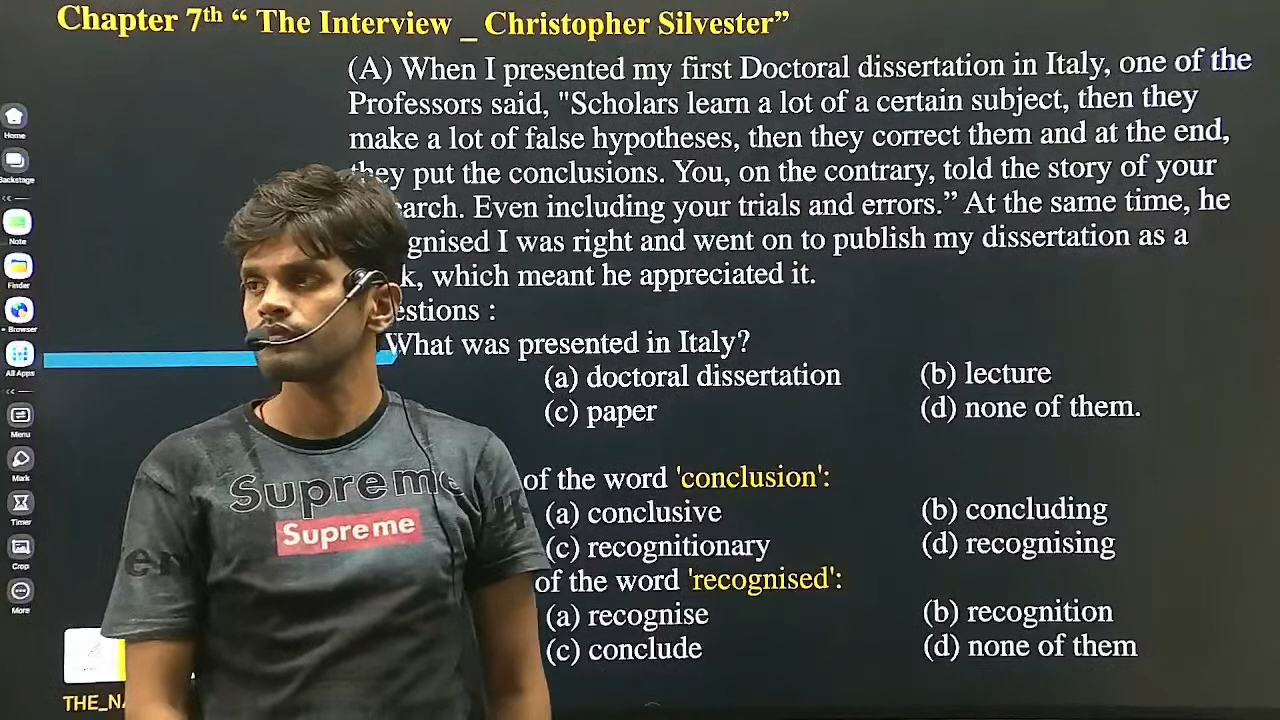 Chapter 7th “ The Interview _ Christopher Silvester”
(A) When I presented my first Doctoral dissertation in Italy, one of the
Professors said, "Scholars learn a lot of a certain subject, then they
make a lot of false hypotheses, then they correct them and at the end,
they put the conclusions. You, on the contrary, told the story of your
earch. Even including your trials and errors.” At the same time, he
gnised I was right and went on to publish my dissertation as a
k, which meant he appreciated it.
estions :
What was presented in Italy?
(a) doctoral dissertation (b) lecture
(c) paper (d) none of them.
of the word 'conclusion':
(a) conclusive (b) concluding
(c) recognitionary (d) recognising
of the word 'recognised':
(a) recognise (b) recognition
(c) conclude (d) none of them
Home
Backstage
Note
Finder
Browser
All Apps
Menu
Mark
Timer
Crop
More
THE_N
Supreme
Supreme
er